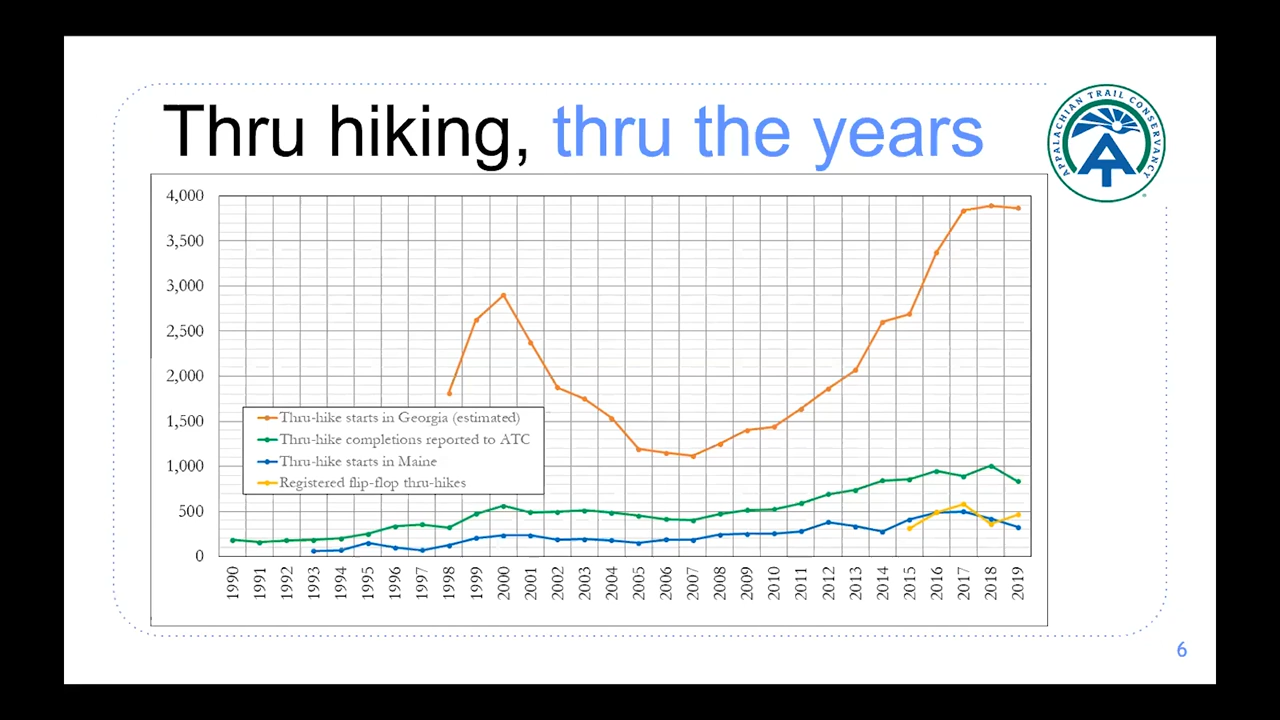 Thru hiking, thru the years
APPALACHIAN TRAIL CONSERVANCY
®
4,000
3,500
3,000
2,500
2,000
1,500
1,000
500
0
Thru-hike starts in Georgia (estimated)
Thru-hike completions reported to ATC
Thru-hike starts in Maine
Registered flip-flop thru-hikes
1990 1991 1992 1993 1994 1995 1996 1997 1998 1999 2000 2001 2002 2003 2004 2005 2006 2007 2008 2009 2010 2011 2012 2013 2014 2015 2016 2017 2018 2019
6